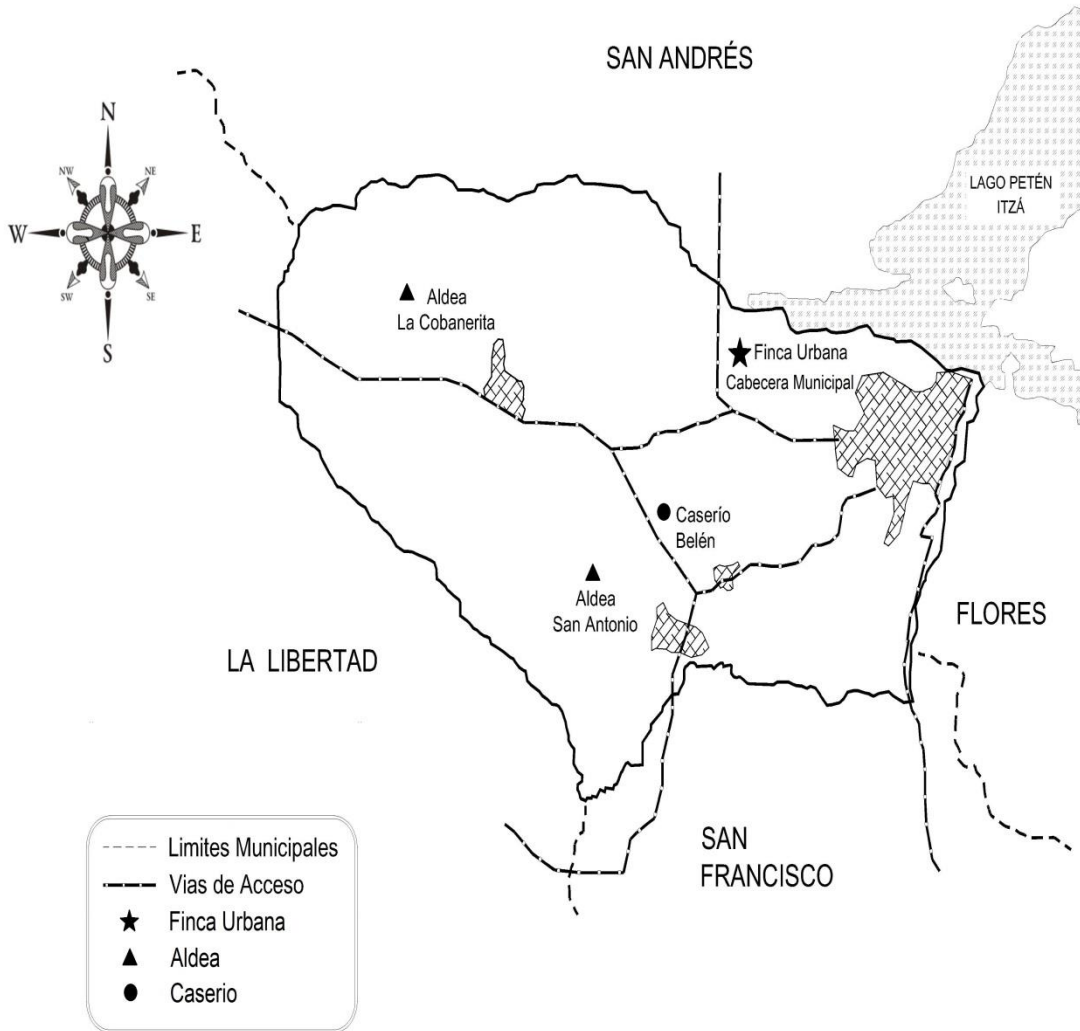 SAN ANDRÉS
N
NW
NE
W
E
SW
SE
S
LAGO PETÉN
ITZÁ
Aldea
La Cobanerita
Finca Urbana
Cabecera Municipal
Caserío
Belén
Aldea
San Antonio
FLORES
LA LIBERTAD
SAN
FRANCISCO
Limites Municipales
Vias de Acceso
Finca Urbana
Aldea
Caserio